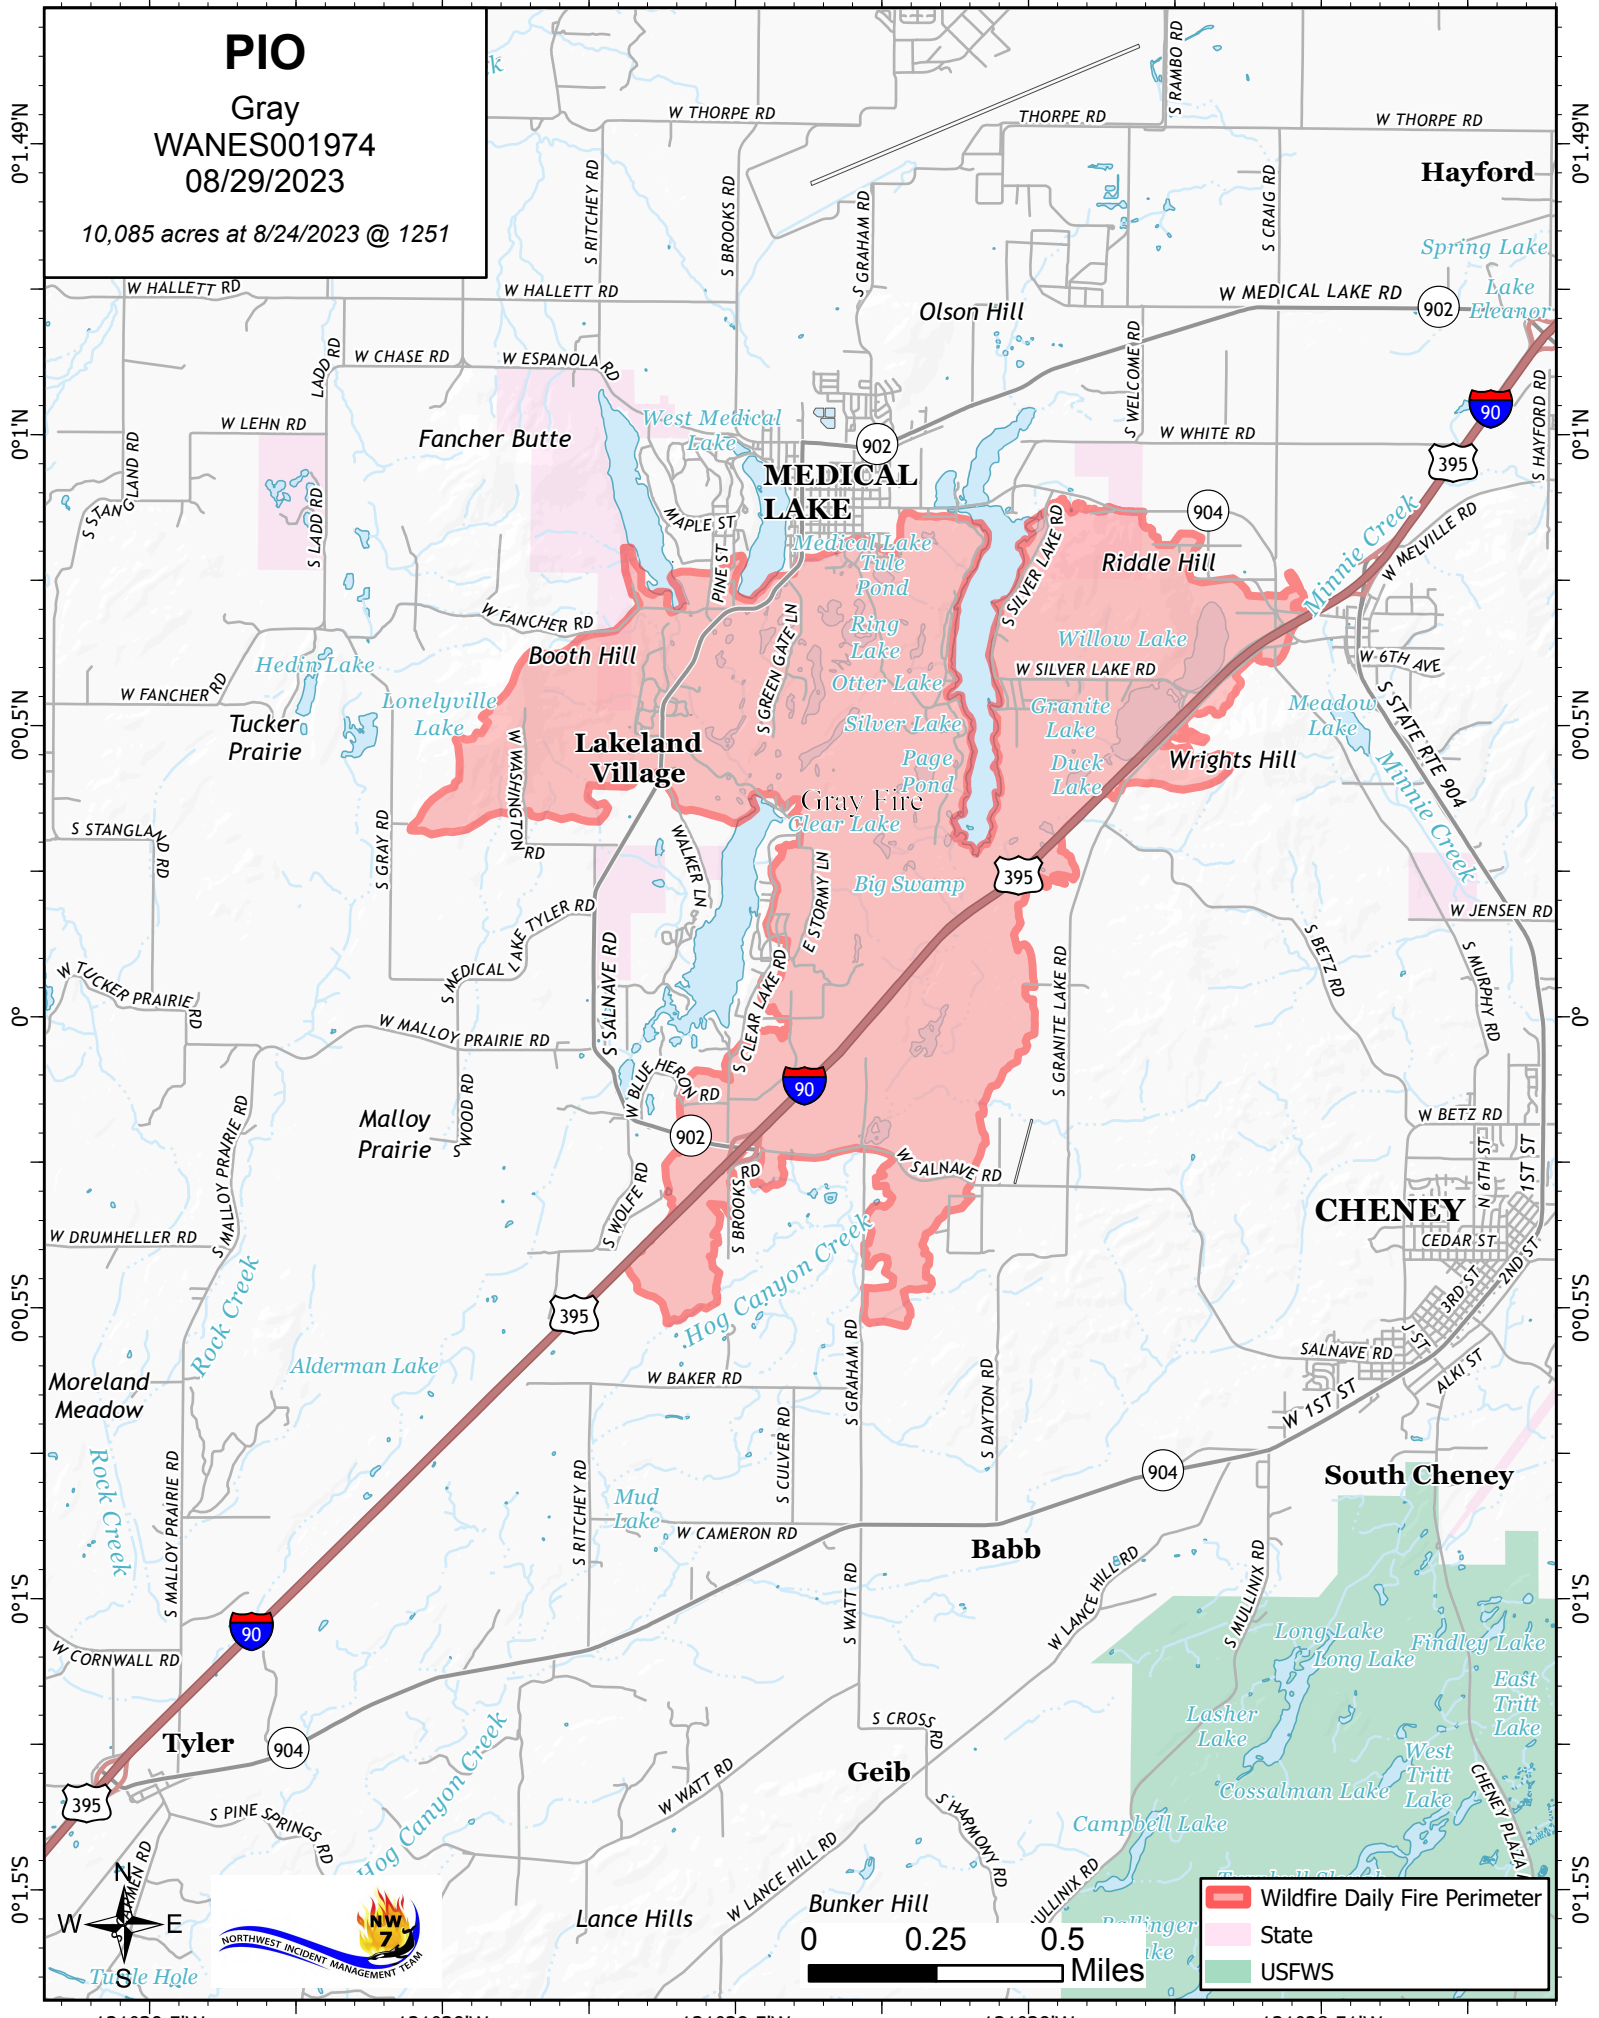 PIO
Gray
WANES001974
08/29/2023
10,085 acres at 8/24/2023 @ 1251
W THORPE RD
THORPE RD
S RAMBO RD
W THORPE RD
0°1.49'N
0°1.49'N
Hayford
S RITCHEY RD
S BROOKS RD
S GRAHAM RD
S CRAIG RD
Spring Lake
Lake
Eleanor
W HALLETT RD
W HALLETT RD
Olson Hill
W MEDICAL LAKE RD
902
LADD RD
W CHASE RD
W ESPANOLA RD
S WELCOME RD
S HAYFORD RD
90
395
W LEHN RD
Fancher Butte
West Medical
Lake
902
W WHITE RD
0°1'N
0°1'N
MEDICAL
LAKE
S STANGLAND RD
S LADD RD
MAPLE ST
PINE ST
904
S SILVER LAKE RD
Riddle Hill
Minnie Creek
W MELVILLE RD
Medical Lake
Tule
Pond
W FANCHER RD
Booth Hill
S GREEN GATE LN
Ring
Lake
Willow Lake
W SILVER LAKE RD
W 6TH AVE
Hedin Lake
W FANCHER RD
Lonelyville
Lake
Otter Lake
Silver Lake
Granite
Lake
Meadow
Lake
S STATE RTE 904
0°0.5'N
0°0.5'N
Tucker
Prairie
Lakeland
Village
W WASHINGTON RD
Page
Pond
Duck
Lake
Wrights Hill
Minnie Creek
Gray Fire
Clear Lake
S STANGLAND RD
S GRAY RD
WALKER LN
E STORMY LN
Big Swamp
395
W JENSEN RD
S MEDICAL LAKE TYLER RD
S SALNAVE RD
S CLEAR LAKE RD
S GRANITE LAKE RD
S BETZ RD
S MURPHY RD
W TUCKER PRAIRIE RD
0°
0°
W MALLOY PRAIRIE RD
W BLUE HERON RD
90
S MALLOY PRAIRIE RD
S WOOD RD
Malloy
Prairie
902
W BETZ RD
N 6TH ST
1ST ST
W SALNAVE RD
S WOLFE RD
S BROOKS RD
CHENEY
W DRUMHELLER RD
CEDAR ST
2ND ST
3RD ST
Rock Creek
Hog Canyon Creek
0°0.5'S
0°0.5'S
395
J ST
Alderman Lake
S GRAHAM RD
SALNAVE RD
ALKI ST
Moreland
Meadow
W BAKER RD
S DAYTON RD
W 1ST ST
S CULVER RD
Rock Creek
S MALLOY PRAIRIE RD
S RITCHEY RD
904
South Cheney
Mud
Lake
W CAMERON RD
Babb
W LANCE HILL RD
S MULLINIX RD
S WATT RD
0°1'S
0°1'S
90
W CORNWALL RD
Long Lake
Long Lake
Findley Lake
East
Tritt
Lake
Lasher
Lake
Tyler
904
S CROSS RD
West
Tritt
Lake
Geib
Cossalman Lake
W WATT RD
CHENEY PLAZA
395
S PINE SPRINGS RD
Hog Canyon Creek
S HARMONY RD
Campbell Lake
W LANCE HILL RD
0°1.5'S
0°1.5'S
N
W
E
S
NW
7
NORTHWEST INCIDENT MANAGEMENT TEAM
Lance Hills
Bunker Hill
0
0.25
0.5
Miles
Wildfire Daily Fire Perimeter
State
USFWS